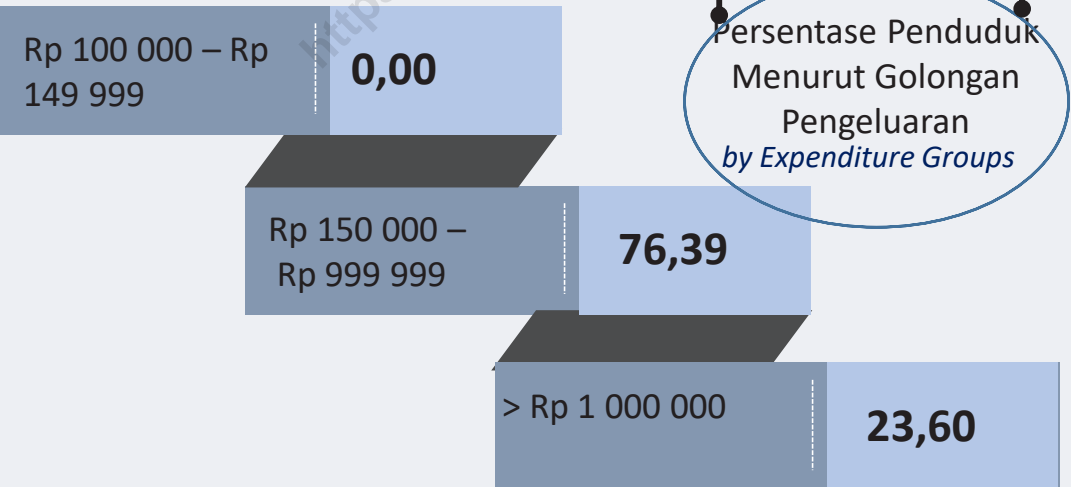 Rp 100 000 – Rp
149 999
0,00
https
Persentase Penduduk
Menurut Golongan
Pengeluaran
by Expenditure Groups
Rp 150 000 –
Rp 999 999
76,39
> Rp 1 000 000
23,60